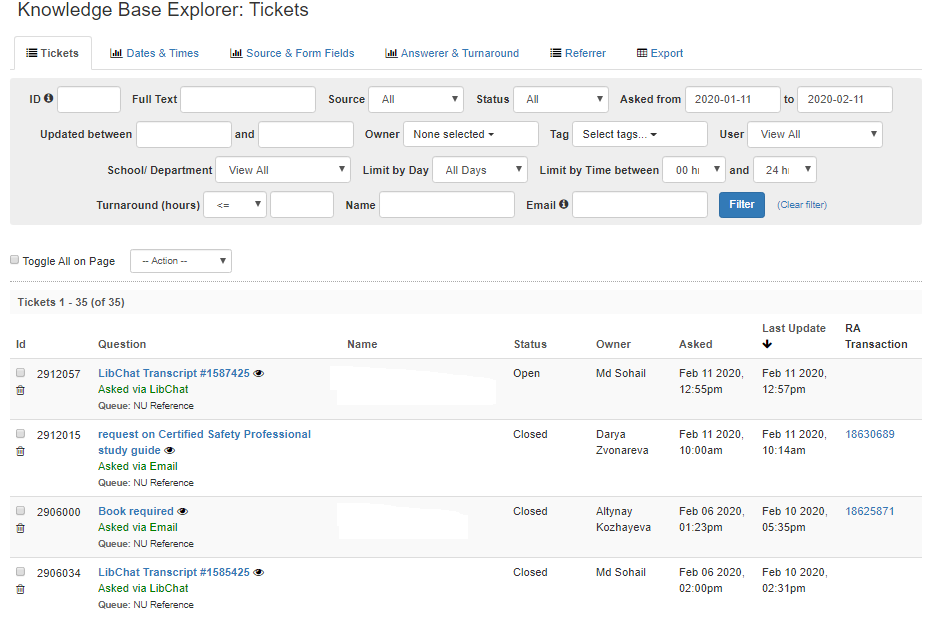 Knowledge Base Explorer: Tickets
Tickets Dates & Times Source & Form Fields Answerer & Turnaround Referrer Export
ID Full Text Source All Status All Asked from 2020-01-11 to 2020-02-11
Updated between and Owner None selected Tag Select tags... User View All
School/ Department View All Limit by Day All Days Limit by Time between 00 and 24
Turnaround (hours) <= Name Email Filter (Clear filter)
Toggle All on Page -- Action --
Tickets 1 - 35 (of 35)
Id Question Name Status Owner Asked Last Update RA Transaction
2912057 LibChat Transcript #1587425 Open Md Sohail Feb 11 2020, Feb 11 2020,
Asked via LibChat 12:55pm 12:57pm
Queue: NU Reference
2912015 request on Certified Safety Professional Closed Darya Feb 11 2020, Feb 11 2020, 18630689
study guide Zvonareva 10:00am 10:14am
Asked via Email
Queue: NU Reference
2906000 Book required Closed Altynay Feb 06 2020, Feb 10 2020, 18625871
Asked via Email Kozhayeva 01:23pm 05:35pm
Queue: NU Reference
2906034 LibChat Transcript #1585425 Closed Md Sohail Feb 06 2020, Feb 10 2020,
Asked via LibChat 02:00pm 02:31pm
Queue: NU Reference